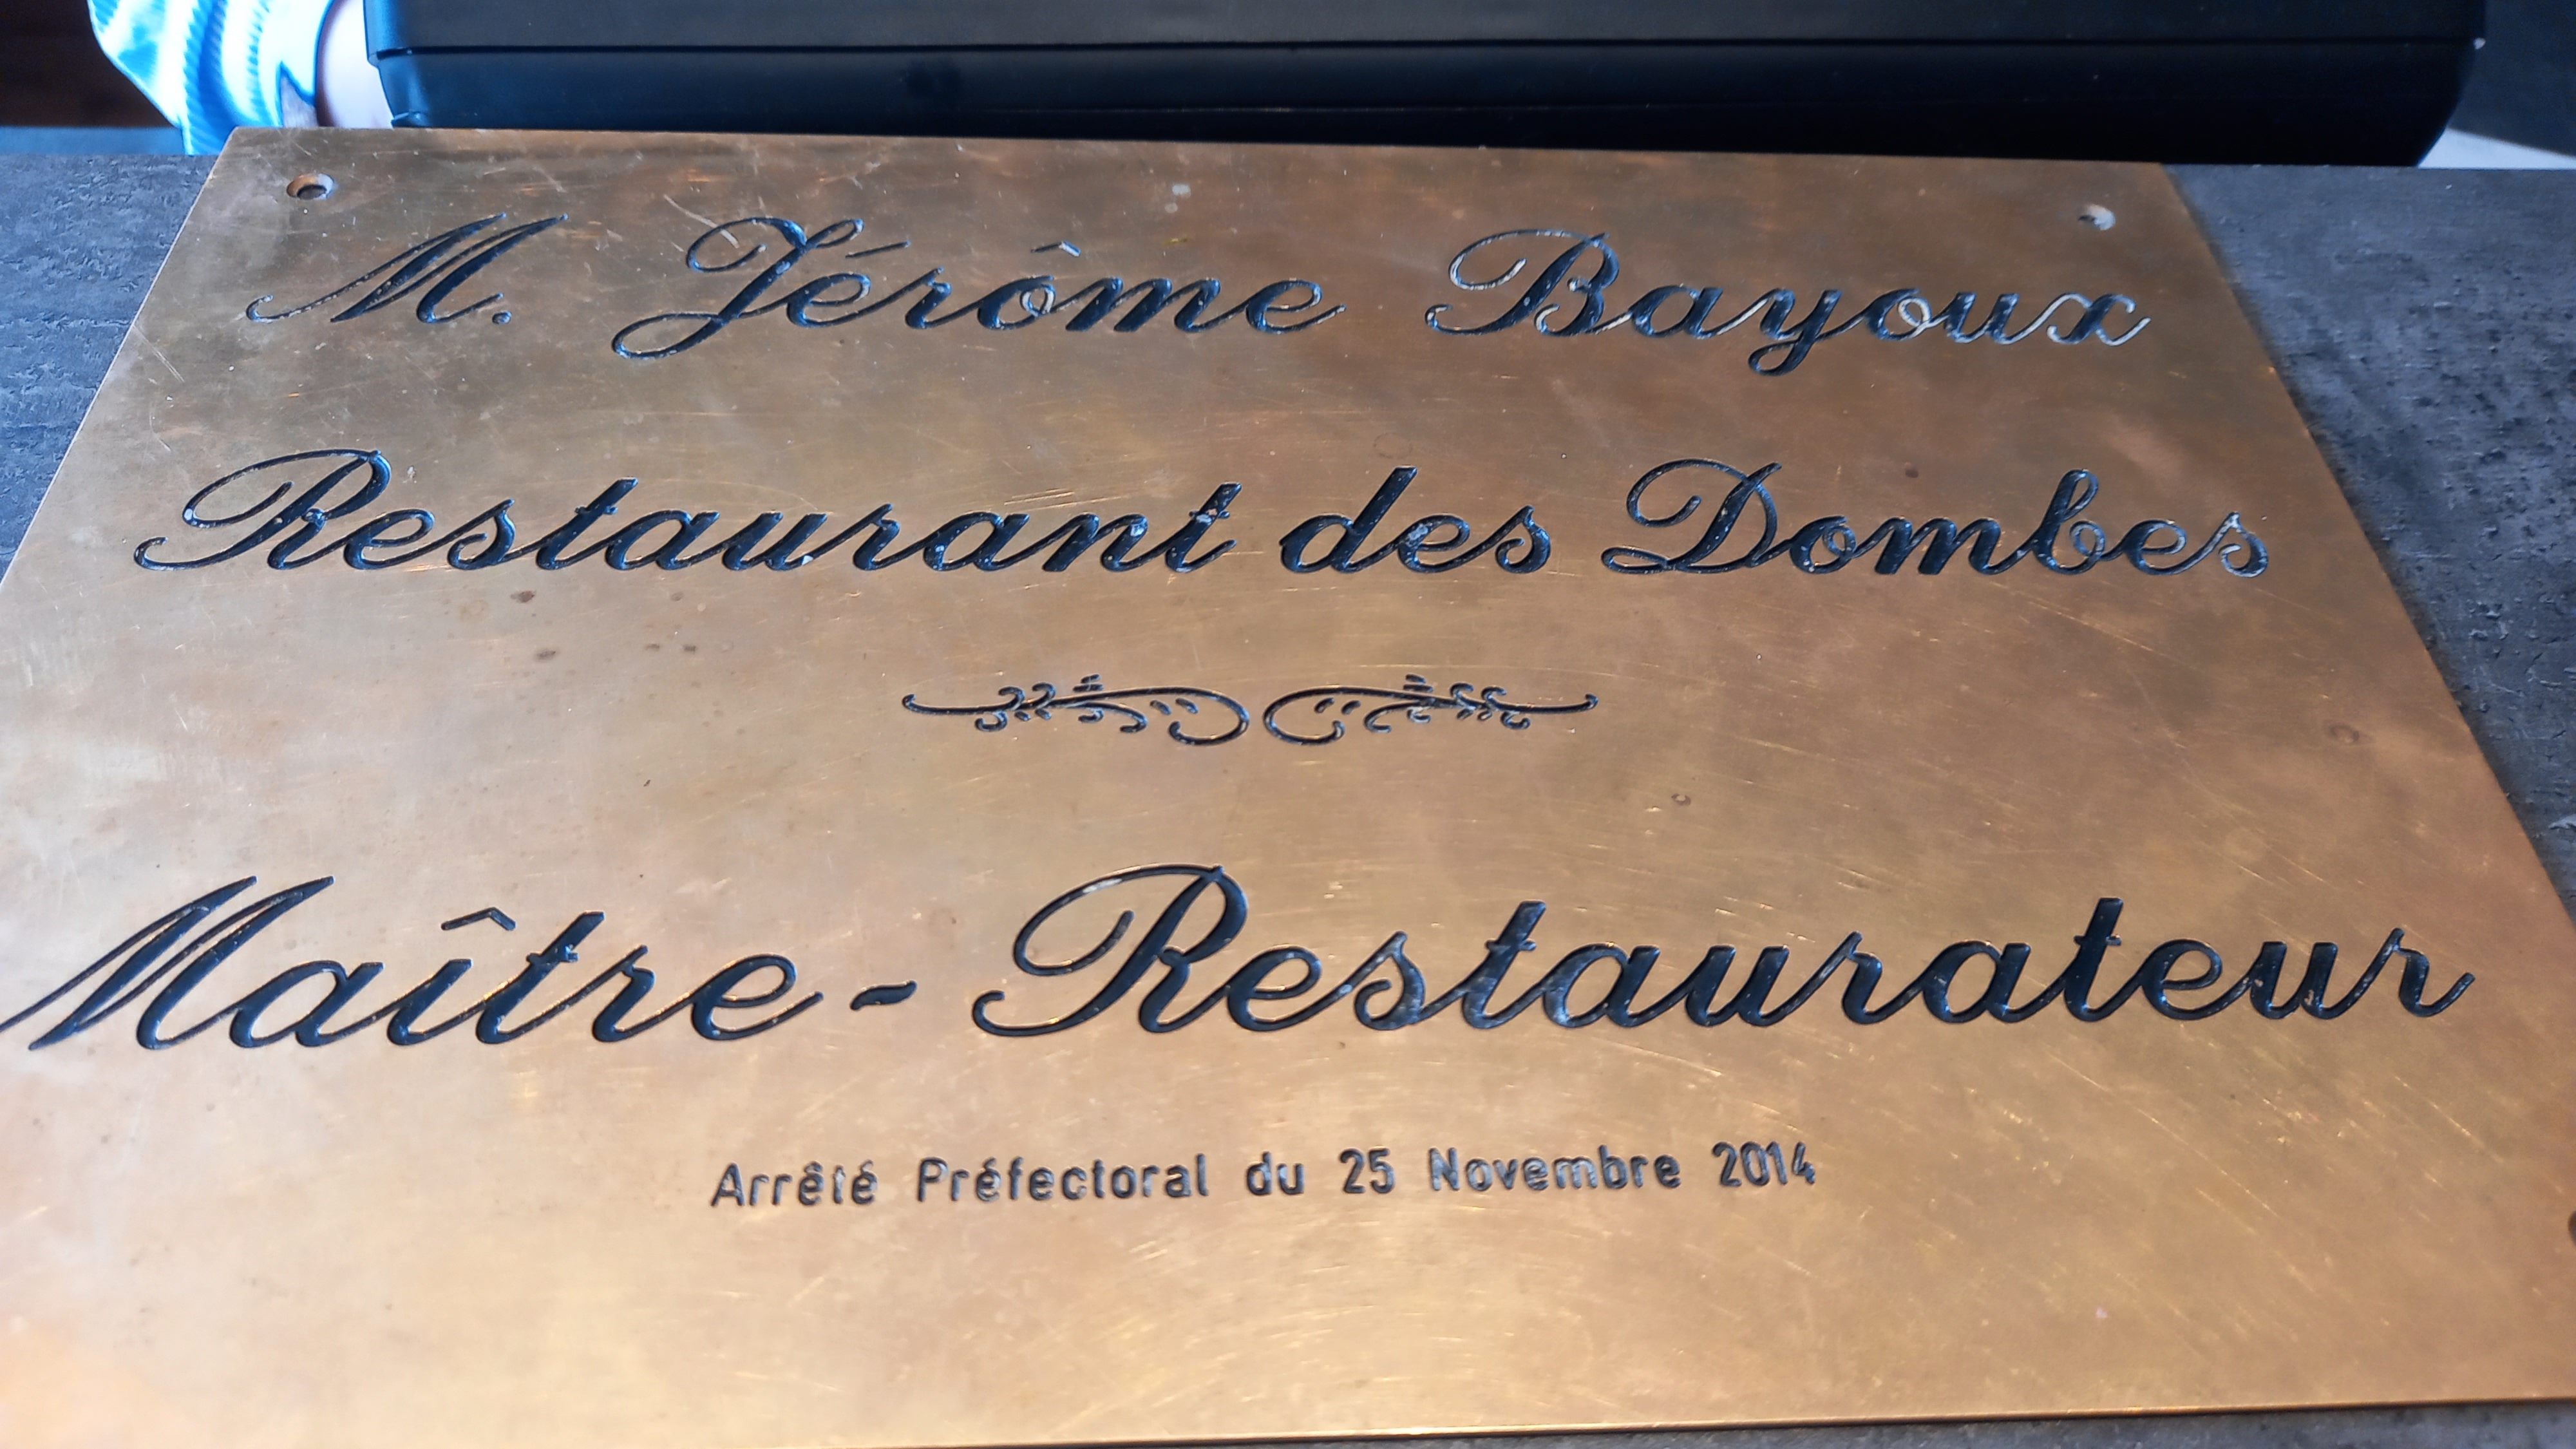 M. Jérôme Bayoux
Restaurant des Dombes
Maître - Restaurateur
Arrêté Préfectoral du 25 Novembre 2014